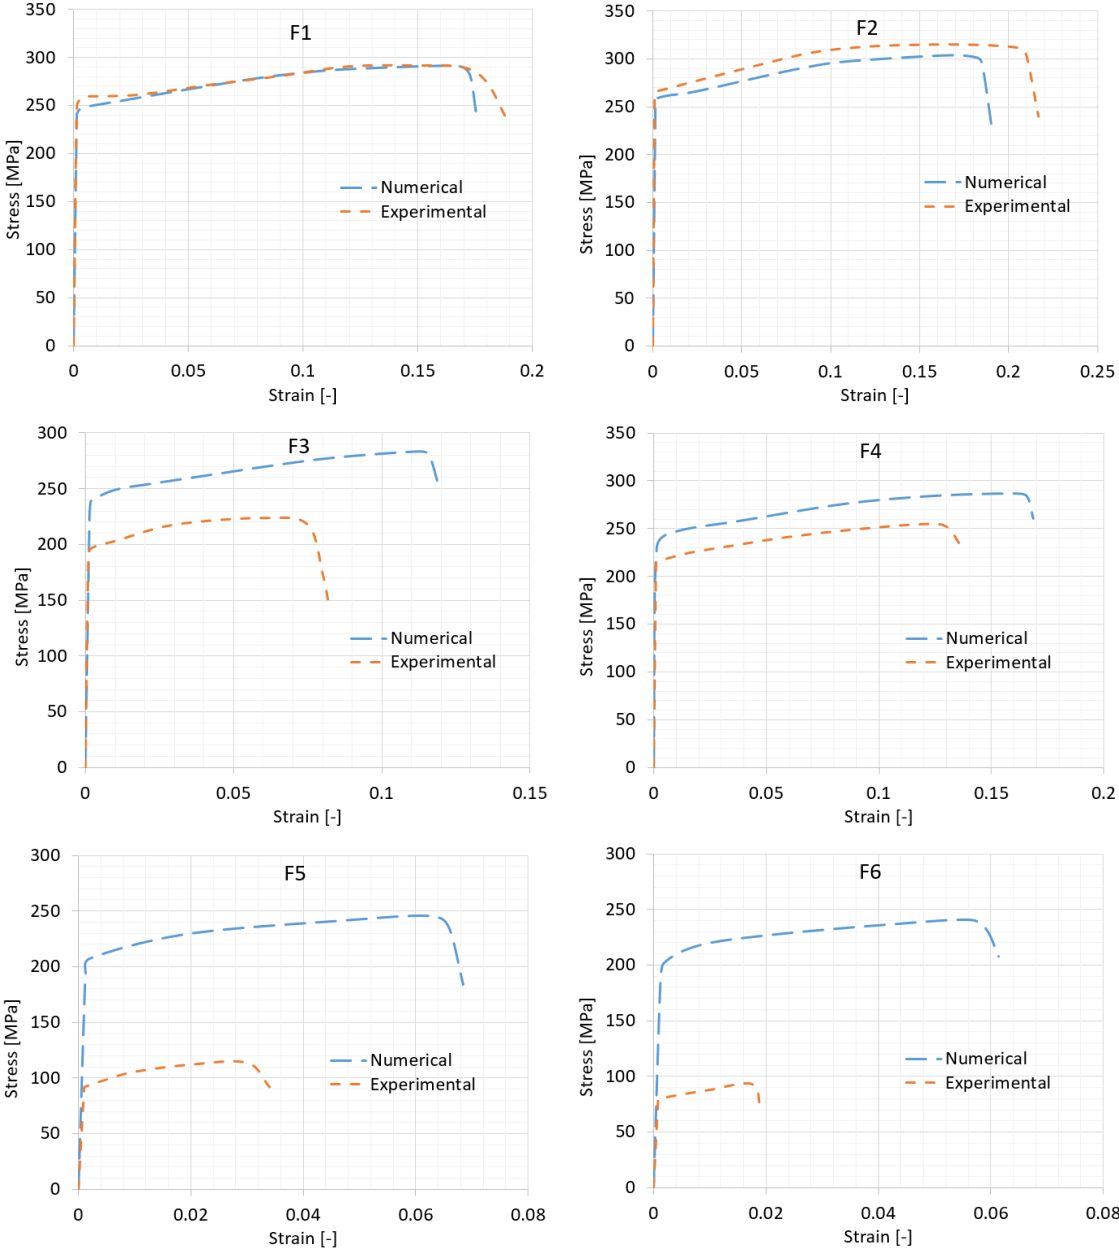 F1
350
300
250
200
150
100
50
0
Stress [MPa]
Numerical
Experimental
0 0.05 0.1 0.15 0.2
Strain [-]
F2
350
300
250
200
150
100
50
0
Stress [MPa]
Numerical
Experimental
0 0.05 0.1 0.15 0.2 0.25
Strain [-]
F3
300
250
200
150
100
50
0
Stress [MPa]
Numerical
Experimental
0 0.05 0.1 0.15
Strain [-]
F4
350
300
250
200
150
100
50
0
Stress [MPa]
Numerical
Experimental
0 0.05 0.1 0.15 0.2
Strain [-]
F5
300
250
200
150
100
50
0
Stress [MPa]
Numerical
Experimental
0 0.02 0.04 0.06 0.08
Strain [-]
F6
300
250
200
150
100
50
0
Stress [MPa]
Numerical
Experimental
0 0.02 0.04 0.06 0.08
Strain [-]